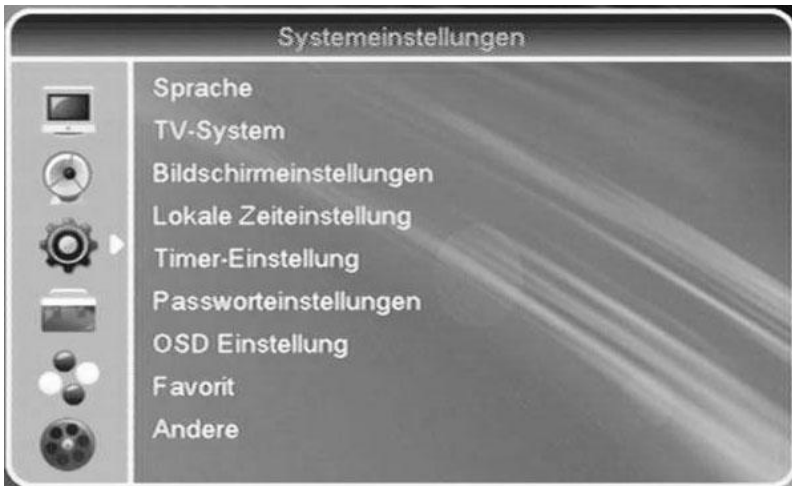 Systemeinstellungen
Sprache
TV-System
Bildschirmeinstellungen
Lokale Zeiteinstellung
Timer-Einstellung
Passworteinstellungen
OSD Einstellung
Favorit
Andere